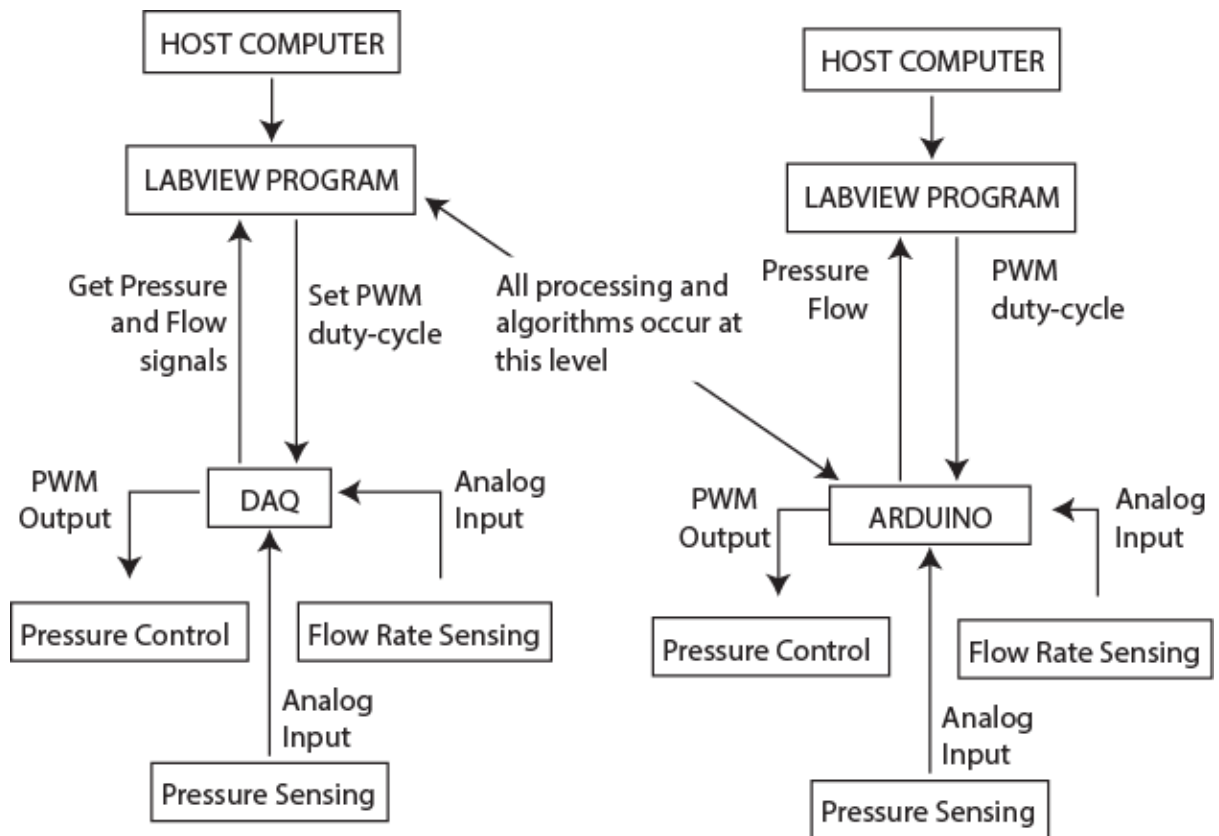 HOST COMPUTER
LABVIEW PROGRAM
Get Pressure
and Flow
signals
Set PWM
duty-cycle
DAQ
PWM
Output
Analog
Input
Pressure Control
Flow Rate Sensing
Analog
Input
Pressure Sensing
All processing and
algorithms occur at
this level
HOST COMPUTER
LABVIEW PROGRAM
Pressure
Flow
PWM
duty-cycle
ARDUINO
PWM
Output
Analog
Input
Pressure Control
Flow Rate Sensing
Analog
Input
Pressure Sensing